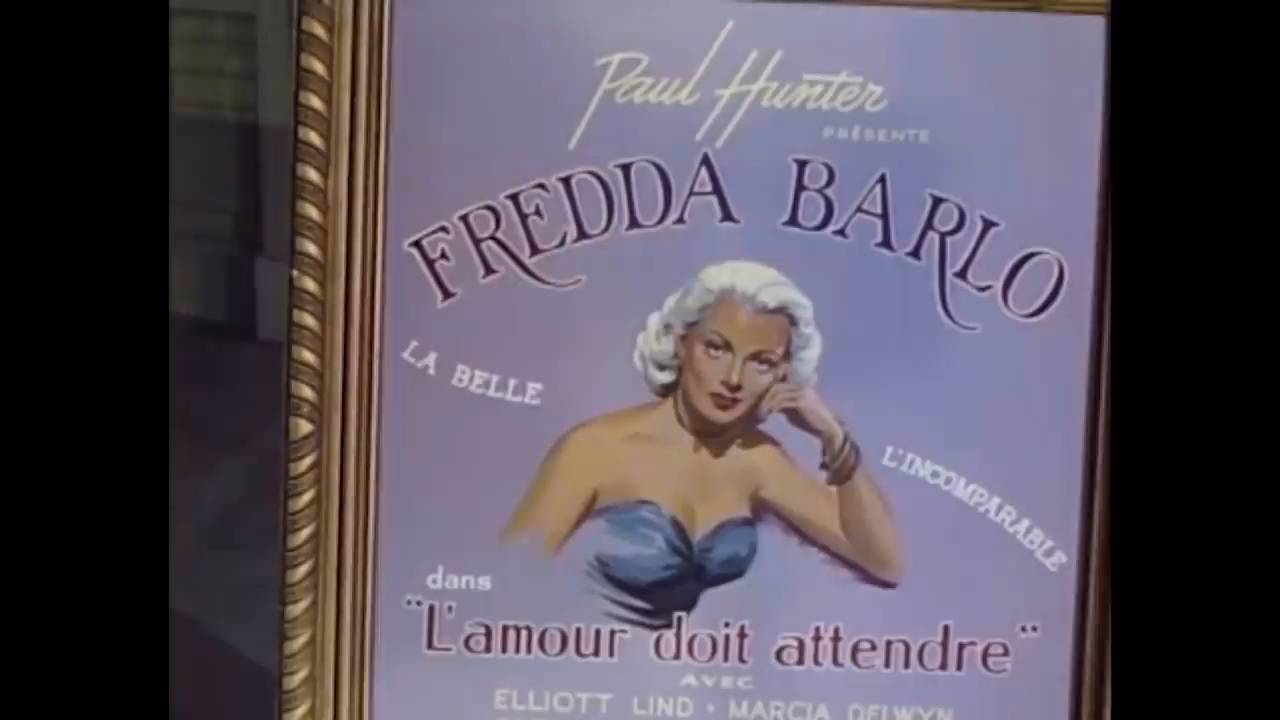 Paul Hunter
PRÉSENTE
FREDDA BARLO
LA BELLE
L'INCOMPARABLE
dans
"L'amour doit attendre"
AVEC
ELLIOTT LIND • MARCIA DELWYN